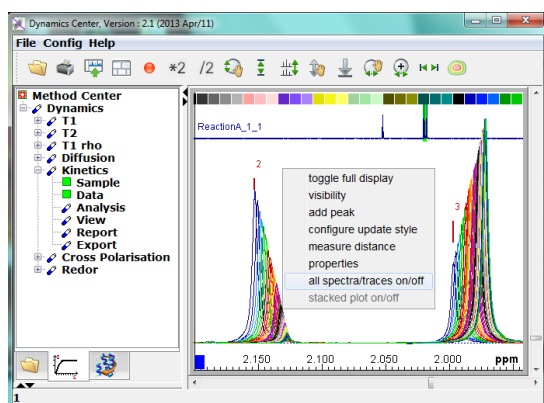 Dynamics Center, Version : 2.1 (2013 Apr/11)
File Config Help
*2 /2
Method Center
Dynamics
T1
T2
T1 rho
Diffusion
Kinetics
Sample
Data
Analysis
View
Report
Export
Cross Polarisation
Redor
ReactionA_1_1
2
3
toggle full display
visibility
add peak
configure update style
measure distance
properties
all spectra/traces on/off
stacked plot on/off
2.150 2.100 2.050 2.000 ppm
1